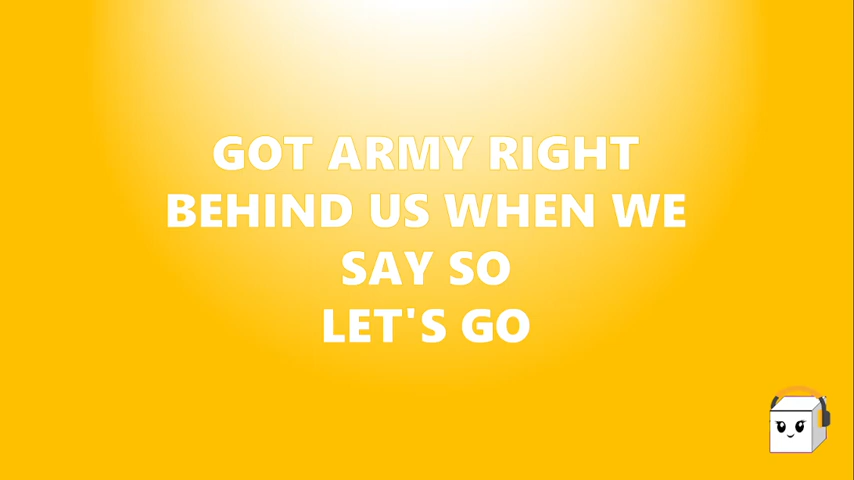 GOT ARMY RIGHT
BEHIND US WHEN WE
SAY SO
LET'S GO